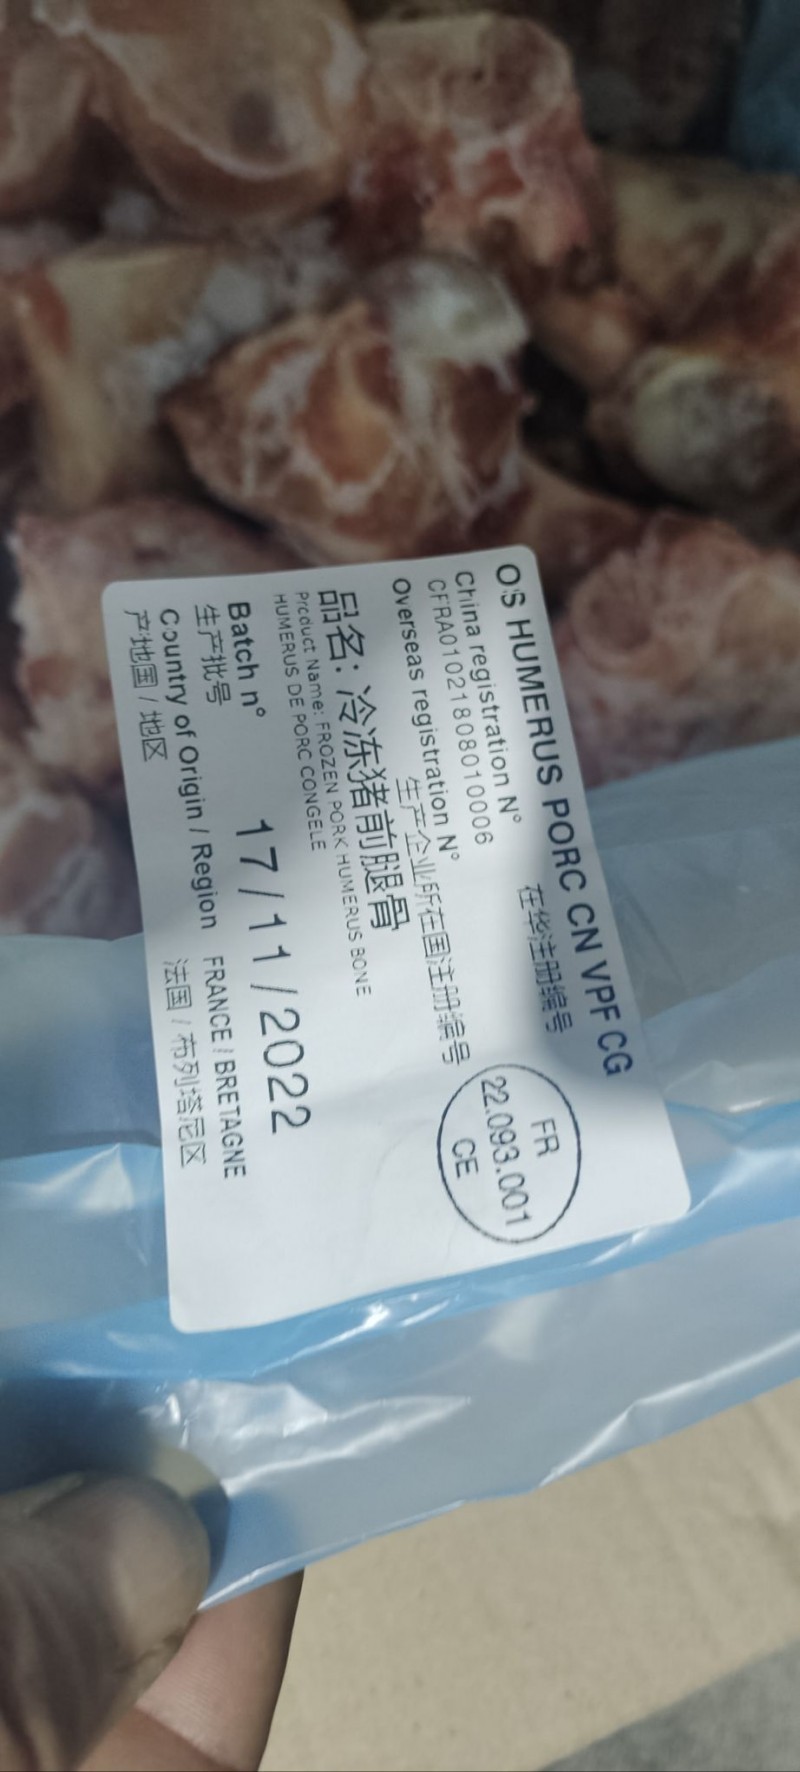 OS HUMERUS PORC CN VPF CG
China registration N° 在华注册编号
CFRA01021808010006
Overseas registration N°
生产企业所在国注册编号
FR
22.093.001
CE
品名: 冷冻猪前腿骨
Product Name: FROZEN PORK HUMERUS BONE
HUMERUS DE PORC CONGELE
Batch n° 17/11/2022
生产批号
Country of Origin / Region FRANCE / BRETAGNE
产地国 / 地区 法国 / 布列塔尼区